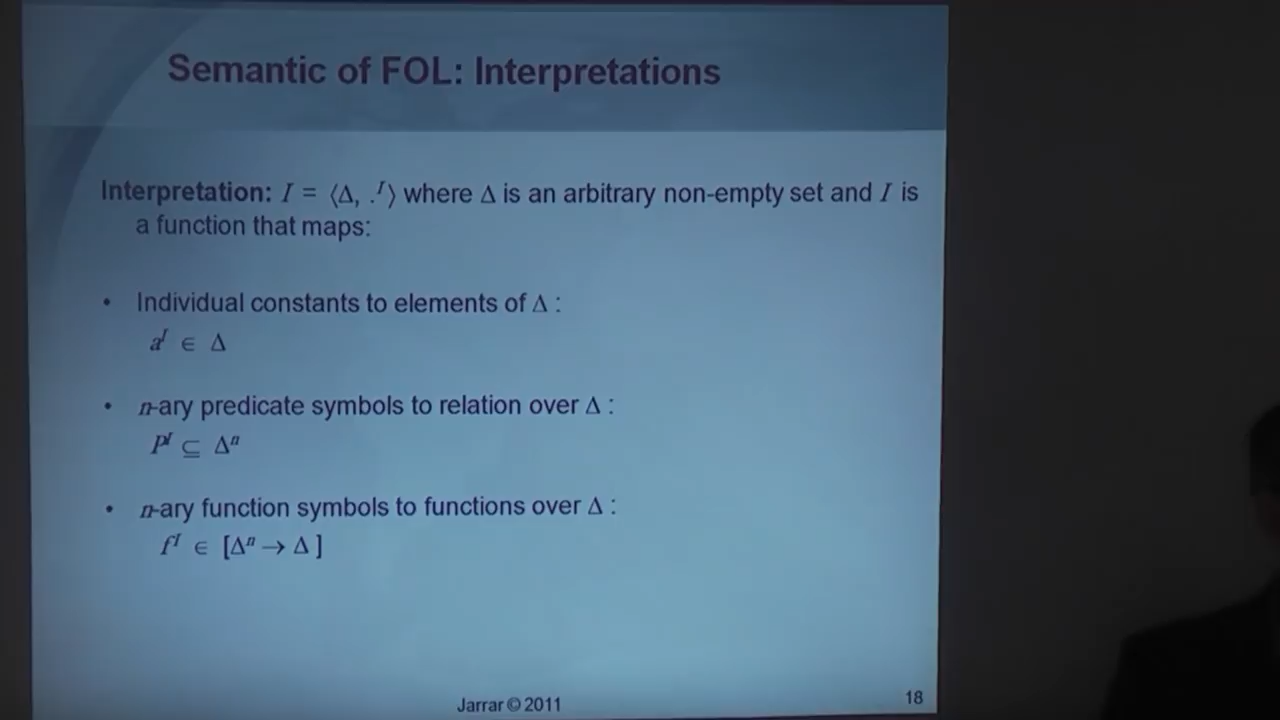 Semantic of FOL: Interpretations
Interpretation: I = ⟨Δ, .ᴵ⟩ where Δ is an arbitrary non-empty set and I is
a function that maps:
• Individual constants to elements of Δ :
aᴵ ∈ Δ
• n-ary predicate symbols to relation over Δ :
Pᴵ ⊆ Δⁿ
• n-ary function symbols to functions over Δ :
fᴵ ∈ [Δⁿ → Δ ]
Jarrar © 2011
18